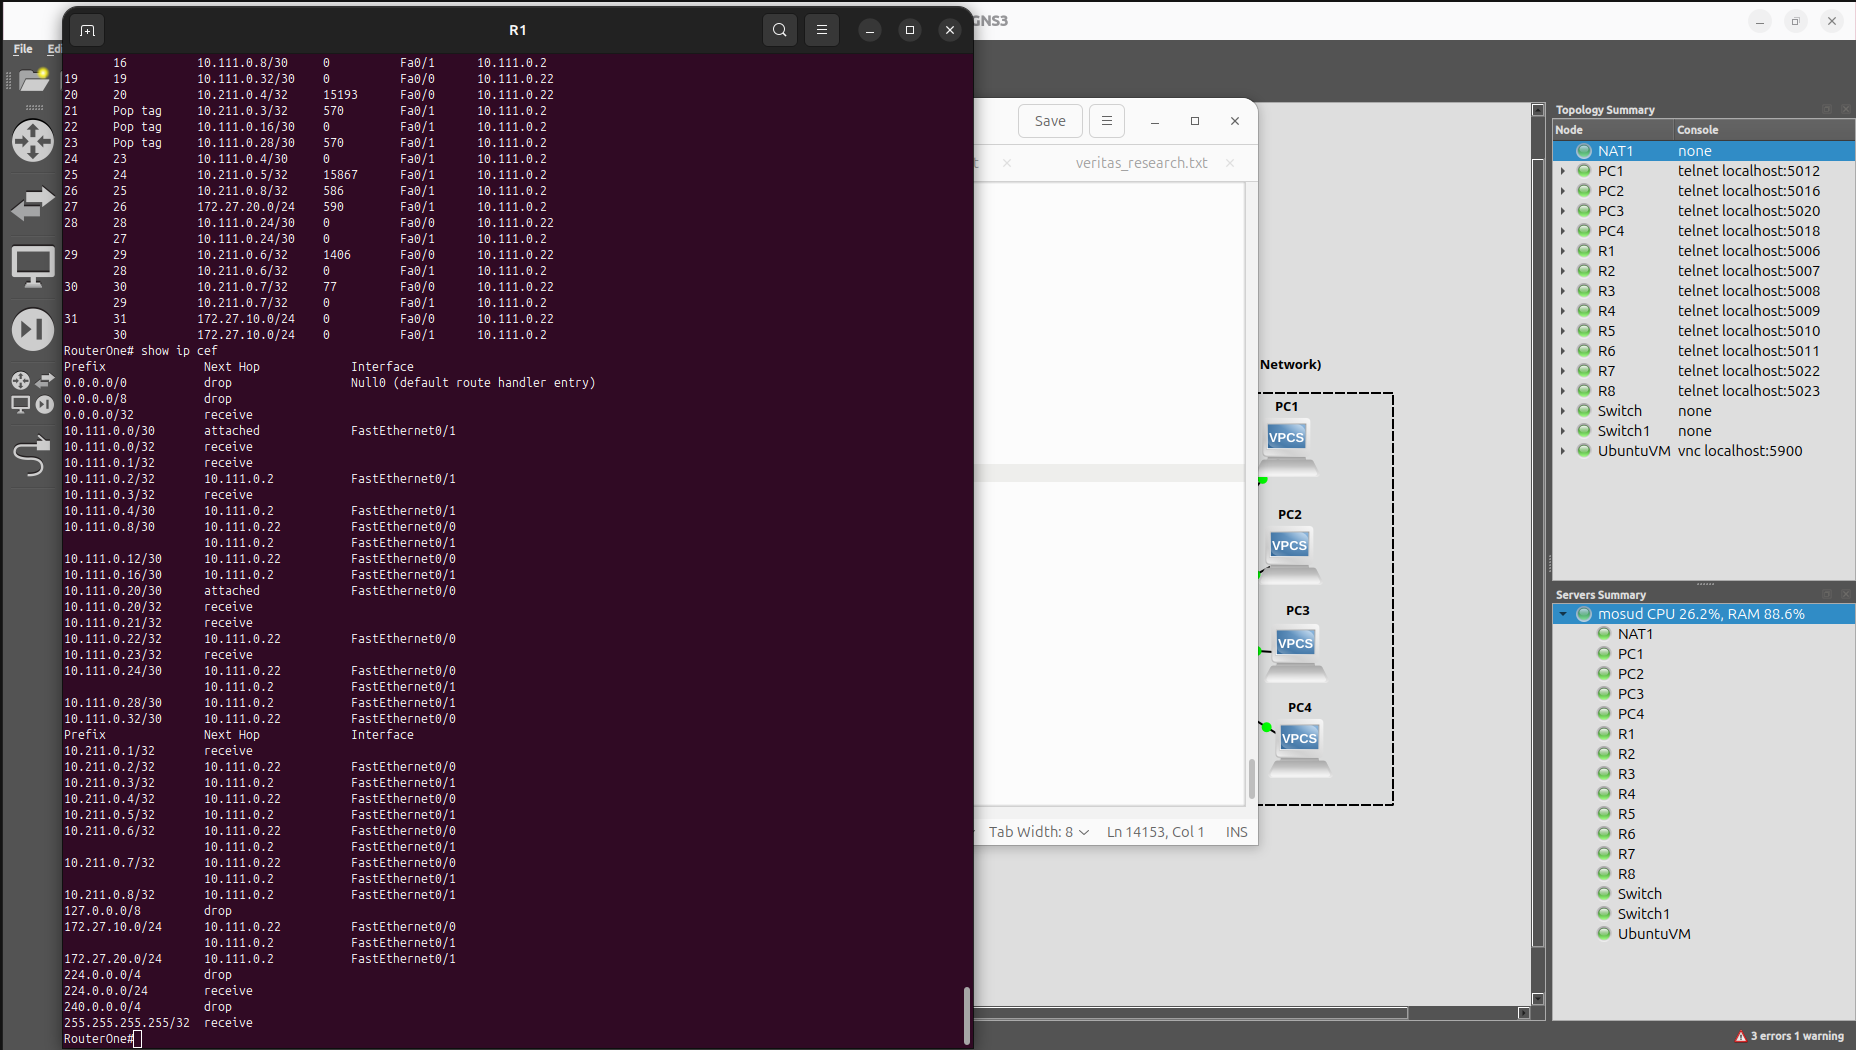 R1
GNS3
File Edi
16 10.111.0.8/30 0 Fa0/1 10.111.0.2
19 19 10.111.0.32/30 0 Fa0/0 10.111.0.22
20 20 10.211.0.4/32 15193 Fa0/0 10.111.0.22
21 Pop tag 10.211.0.3/32 570 Fa0/1 10.111.0.2
22 Pop tag 10.111.0.16/30 0 Fa0/1 10.111.0.2
23 Pop tag 10.111.0.28/30 570 Fa0/1 10.111.0.2
24 23 10.111.0.4/30 0 Fa0/1 10.111.0.2
25 24 10.211.0.5/32 15867 Fa0/1 10.111.0.2
26 25 10.211.0.8/32 586 Fa0/1 10.111.0.2
27 26 172.27.20.0/24 590 Fa0/1 10.111.0.2
28 28 10.111.0.24/30 0 Fa0/0 10.111.0.22
27 10.111.0.24/30 0 Fa0/1 10.111.0.2
29 29 10.211.0.6/32 1406 Fa0/0 10.111.0.22
28 10.211.0.6/32 0 Fa0/1 10.111.0.2
30 30 10.211.0.7/32 77 Fa0/0 10.111.0.22
29 10.211.0.7/32 0 Fa0/1 10.111.0.2
31 31 172.27.10.0/24 0 Fa0/0 10.111.0.22
30 172.27.10.0/24 0 Fa0/1 10.111.0.2
RouterOne# show ip cef
Prefix Next Hop Interface
0.0.0.0/0 drop Null0 (default route handler entry)
0.0.0.0/8 drop
0.0.0.0/32 receive
10.111.0.0/30 attached FastEthernet0/1
10.111.0.0/32 receive
10.111.0.1/32 receive
10.111.0.2/32 10.111.0.2 FastEthernet0/1
10.111.0.3/32 receive
10.111.0.4/30 10.111.0.2 FastEthernet0/1
10.111.0.8/30 10.111.0.22 FastEthernet0/0
10.111.0.2 FastEthernet0/1
10.111.0.12/30 10.111.0.22 FastEthernet0/0
10.111.0.16/30 10.111.0.2 FastEthernet0/1
10.111.0.20/30 attached FastEthernet0/0
10.111.0.20/32 receive
10.111.0.21/32 receive
10.111.0.22/32 10.111.0.22 FastEthernet0/0
10.111.0.23/32 receive
10.111.0.24/30 10.111.0.22 FastEthernet0/0
10.111.0.2 FastEthernet0/1
10.111.0.28/30 10.111.0.2 FastEthernet0/1
10.111.0.32/30 10.111.0.22 FastEthernet0/0
Prefix Next Hop Interface
10.211.0.1/32 receive
10.211.0.2/32 10.111.0.22 FastEthernet0/0
10.211.0.3/32 10.111.0.2 FastEthernet0/1
10.211.0.4/32 10.111.0.22 FastEthernet0/0
10.211.0.5/32 10.111.0.2 FastEthernet0/1
10.211.0.6/32 10.111.0.22 FastEthernet0/0
10.111.0.2 FastEthernet0/1
10.211.0.7/32 10.111.0.22 FastEthernet0/0
10.111.0.2 FastEthernet0/1
10.211.0.8/32 10.111.0.2 FastEthernet0/1
127.0.0.0/8 drop
172.27.10.0/24 10.111.0.22 FastEthernet0/0
10.111.0.2 FastEthernet0/1
172.27.20.0/24 10.111.0.2 FastEthernet0/1
224.0.0.0/4 drop
224.0.0.0/24 receive
240.0.0.0/4 drop
255.255.255.255/32 receive
RouterOne#
Save
t veritas_research.txt
Tab Width: 8 Ln 14153, Col 1 INS
Network)
PC1
VPCS
PC2
VPCS
PC3
VPCS
PC4
VPCS
Topology Summary
Node Console
NAT1 none
PC1 telnet localhost:5012
PC2 telnet localhost:5016
PC3 telnet localhost:5020
PC4 telnet localhost:5018
R1 telnet localhost:5006
R2 telnet localhost:5007
R3 telnet localhost:5008
R4 telnet localhost:5009
R5 telnet localhost:5010
R6 telnet localhost:5011
R7 telnet localhost:5022
R8 telnet localhost:5023
Switch none
Switch1 none
UbuntuVM vnc localhost:5900
Servers Summary
mosud CPU 26.2%, RAM 88.6%
NAT1
PC1
PC2
PC3
PC4
R1
R2
R3
R4
R5
R6
R7
R8
Switch
Switch1
UbuntuVM
3 errors 1 warning